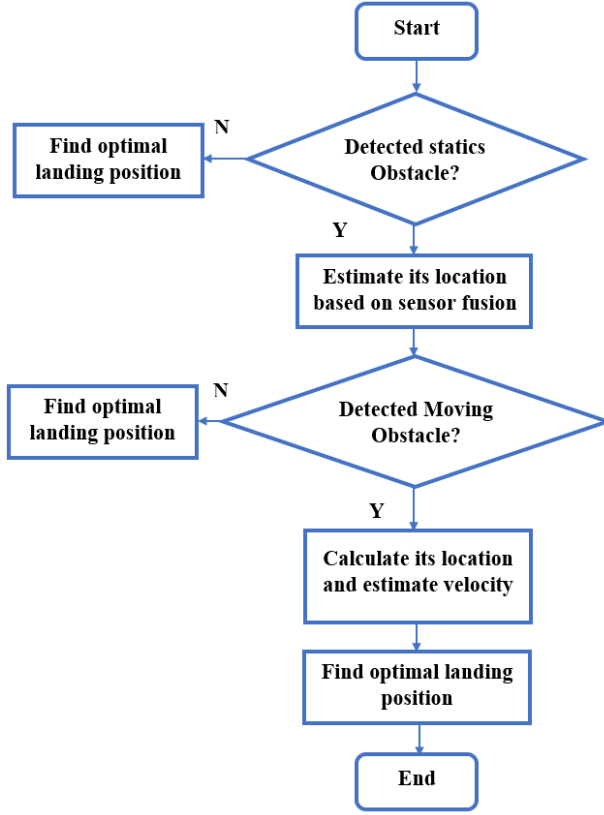 Start
N
Detected statics
Obstacle?
Find optimal
landing position
Y
Estimate its location
based on sensor fusion
N
Detected Moving
Obstacle?
Find optimal
landing position
Y
Calculate its location
and estimate velocity
Find optimal landing
position
End